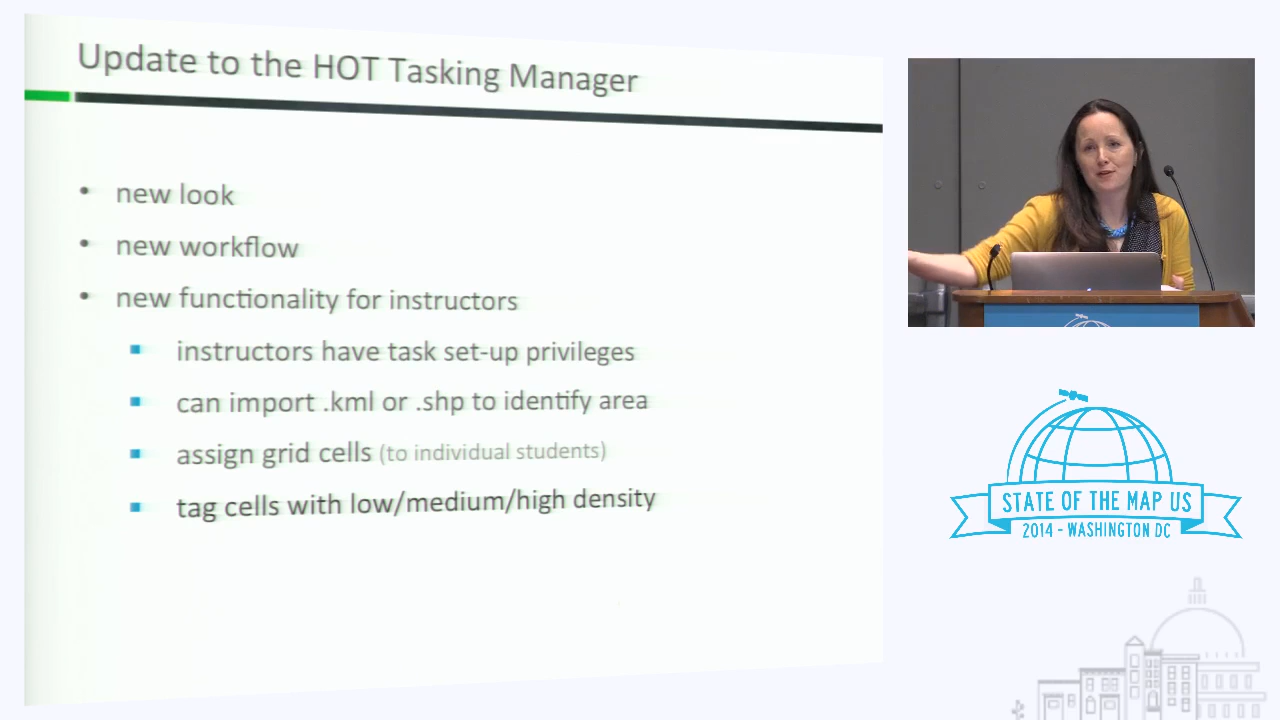 Update to the HOT Tasking Manager
• new look
• new workflow
• new functionality for instructors
▪ instructors have task set-up privileges
▪ can import .kml or .shp to identify area
▪ assign grid cells (to individual students)
▪ tag cells with low/medium/high density
STATE OF THE MAP US
2014 - WASHINGTON DC